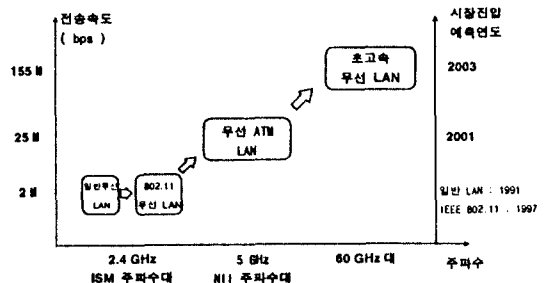 전송속도
( bps )
시장진입
예측연도
155 M
초고속
무선 LAN
2003
25 M
무선 ATM
LAN
2001
2 M
일반무선
LAN
802.11
무선 LAN
일반 LAN : 1991
IEEE 802.11 : 1997
2.4 GHz
ISM 주파수대
5 GHz
NII 주파수대
60 GHz 대
주파수